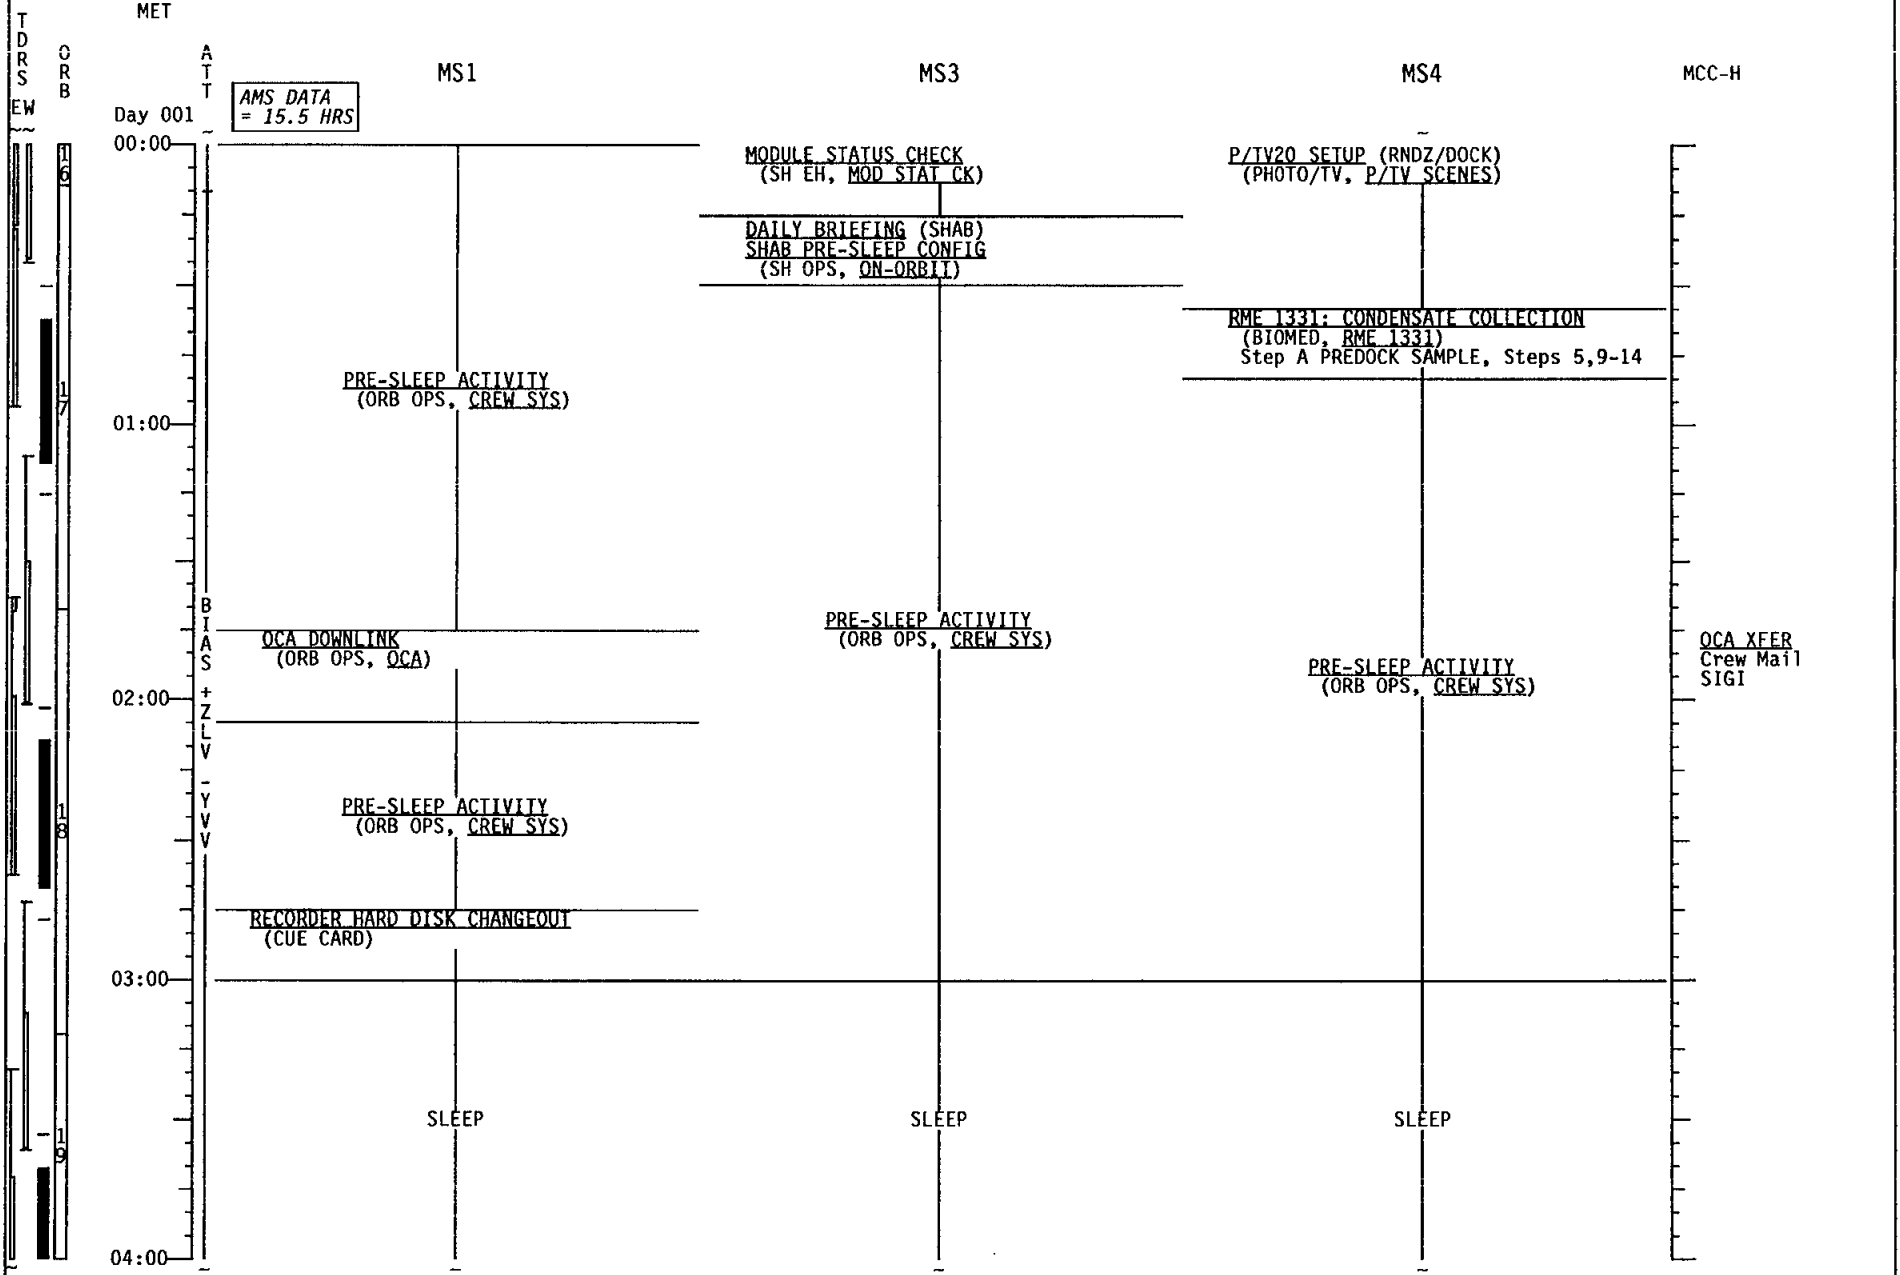 MET
TDRS
EW
ORB
ATT
MS1
MS3
MS4
MCC-H
AMS DATA
= 15.5 HRS
Day 001
00:00
01:00
02:00
03:00
04:00
16
17
18
19
BIAS +ZLV -YVV
PRE-SLEEP ACTIVITY
(ORB OPS, CREW SYS)
OCA DOWNLINK
(ORB OPS, OCA)
PRE-SLEEP ACTIVITY
(ORB OPS, CREW SYS)
RECORDER HARD DISK CHANGEOUT
(CUE CARD)
SLEEP
MODULE STATUS CHECK
(SH EH, MOD STAT CK)
DAILY BRIEFING (SHAB)
SHAB PRE-SLEEP CONFIG
(SH OPS, ON-ORBIT)
PRE-SLEEP ACTIVITY
(ORB OPS, CREW SYS)
SLEEP
P/TV20 SETUP (RNDZ/DOCK)
(PHOTO/TV, P/TV SCENES)
RME 1331: CONDENSATE COLLECTION
(BIOMED, RME 1331)
Step A PREDOCK SAMPLE, Steps 5,9-14
PRE-SLEEP ACTIVITY
(ORB OPS, CREW SYS)
SLEEP
OCA XFER
Crew Mail
SIGI